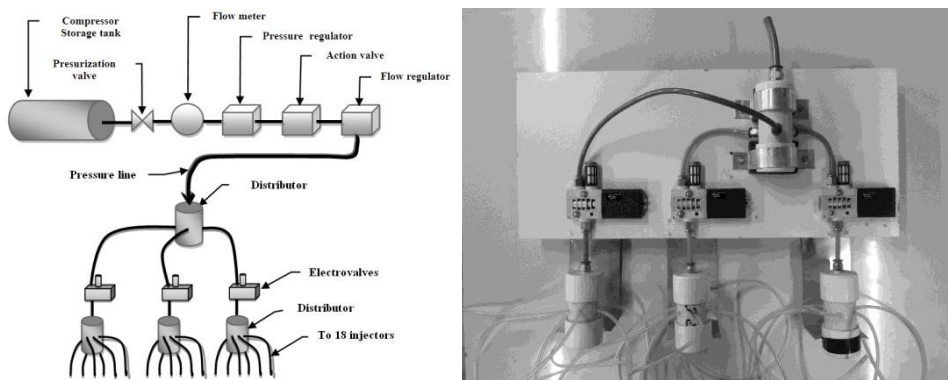 Compressor
Storage tank
Flow meter
Pressure regulator
Action valve
Flow regulator
Presurization
valve
Pressure line
Distributor
Electrovalves
Distributor
To 18 injectors